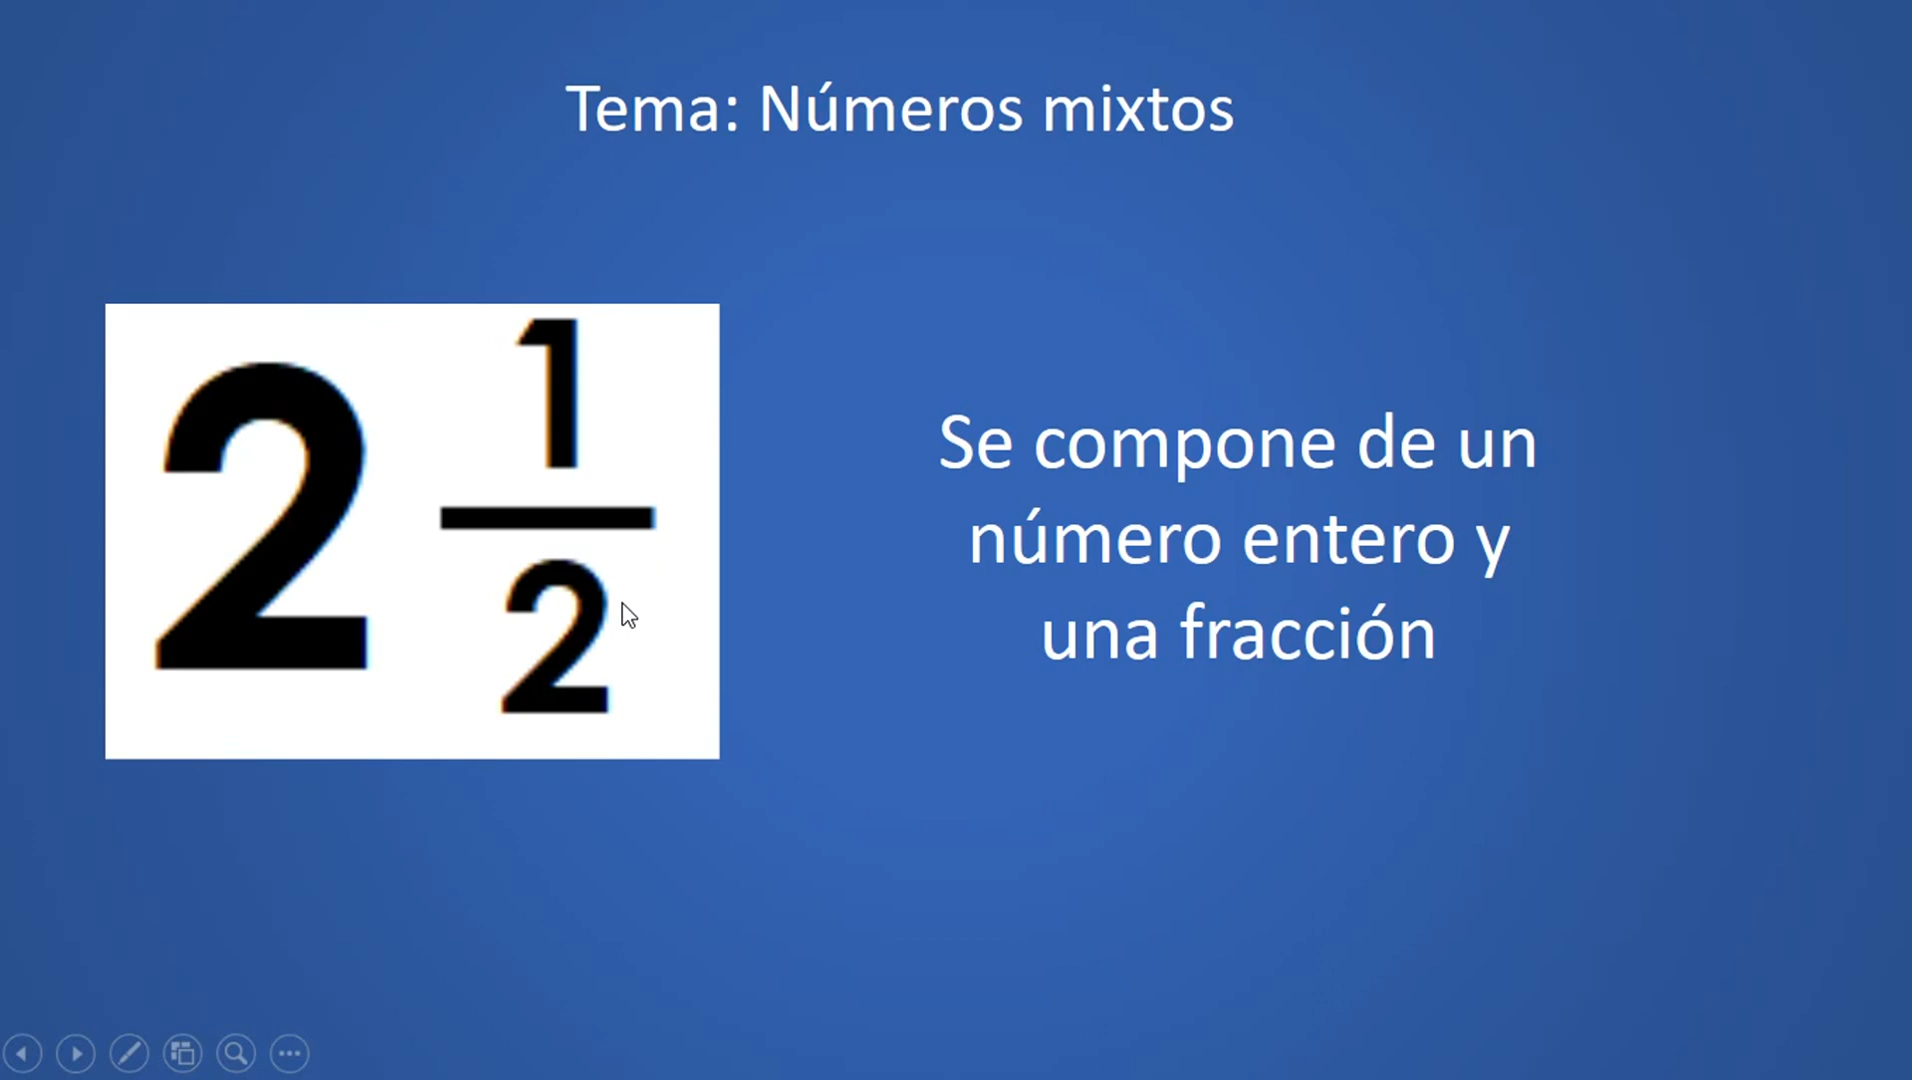 Tema: Números mixtos
2 1/2
Se compone de un
número entero y
una fracción